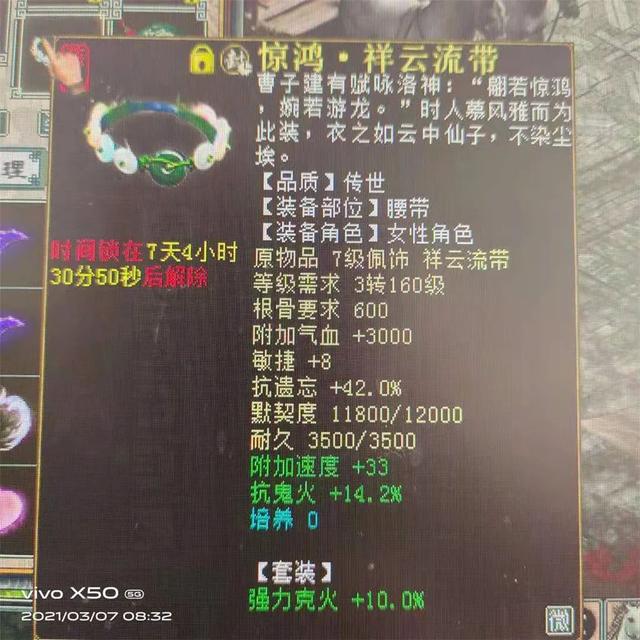 惊鸿·祥云流带
曹子建有赋咏洛神：“翩若惊鸿
，婉若游龙。”时人慕风雅而为
此装，衣之如云中仙子，不染尘
埃。
【品质】传世
【装备部位】腰带
【装备角色】女性角色
原物品 7级佩饰 祥云流带
等级需求 3转160级
根骨要求 600
附加气血 +3000
敏捷 +8
抗遗忘 +42.0%
默契度 11800/12000
耐久 3500/3500
附加速度 +33
抗鬼火 +14.2%
培养 0
【套装】
强力克火 +10.0%
时间锁在7天4小时
30分50秒后解除
理
微
vivo X50 5G
2021/03/07 08:32